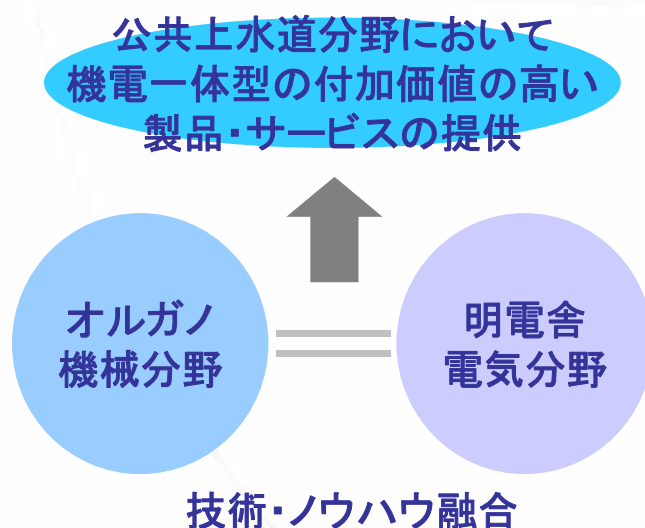 公共上水道分野において
機電一体型の付加価値の高い
製品・サービスの提供
オルガノ
機械分野
明電舎
電気分野
技術・ノウハウ融合